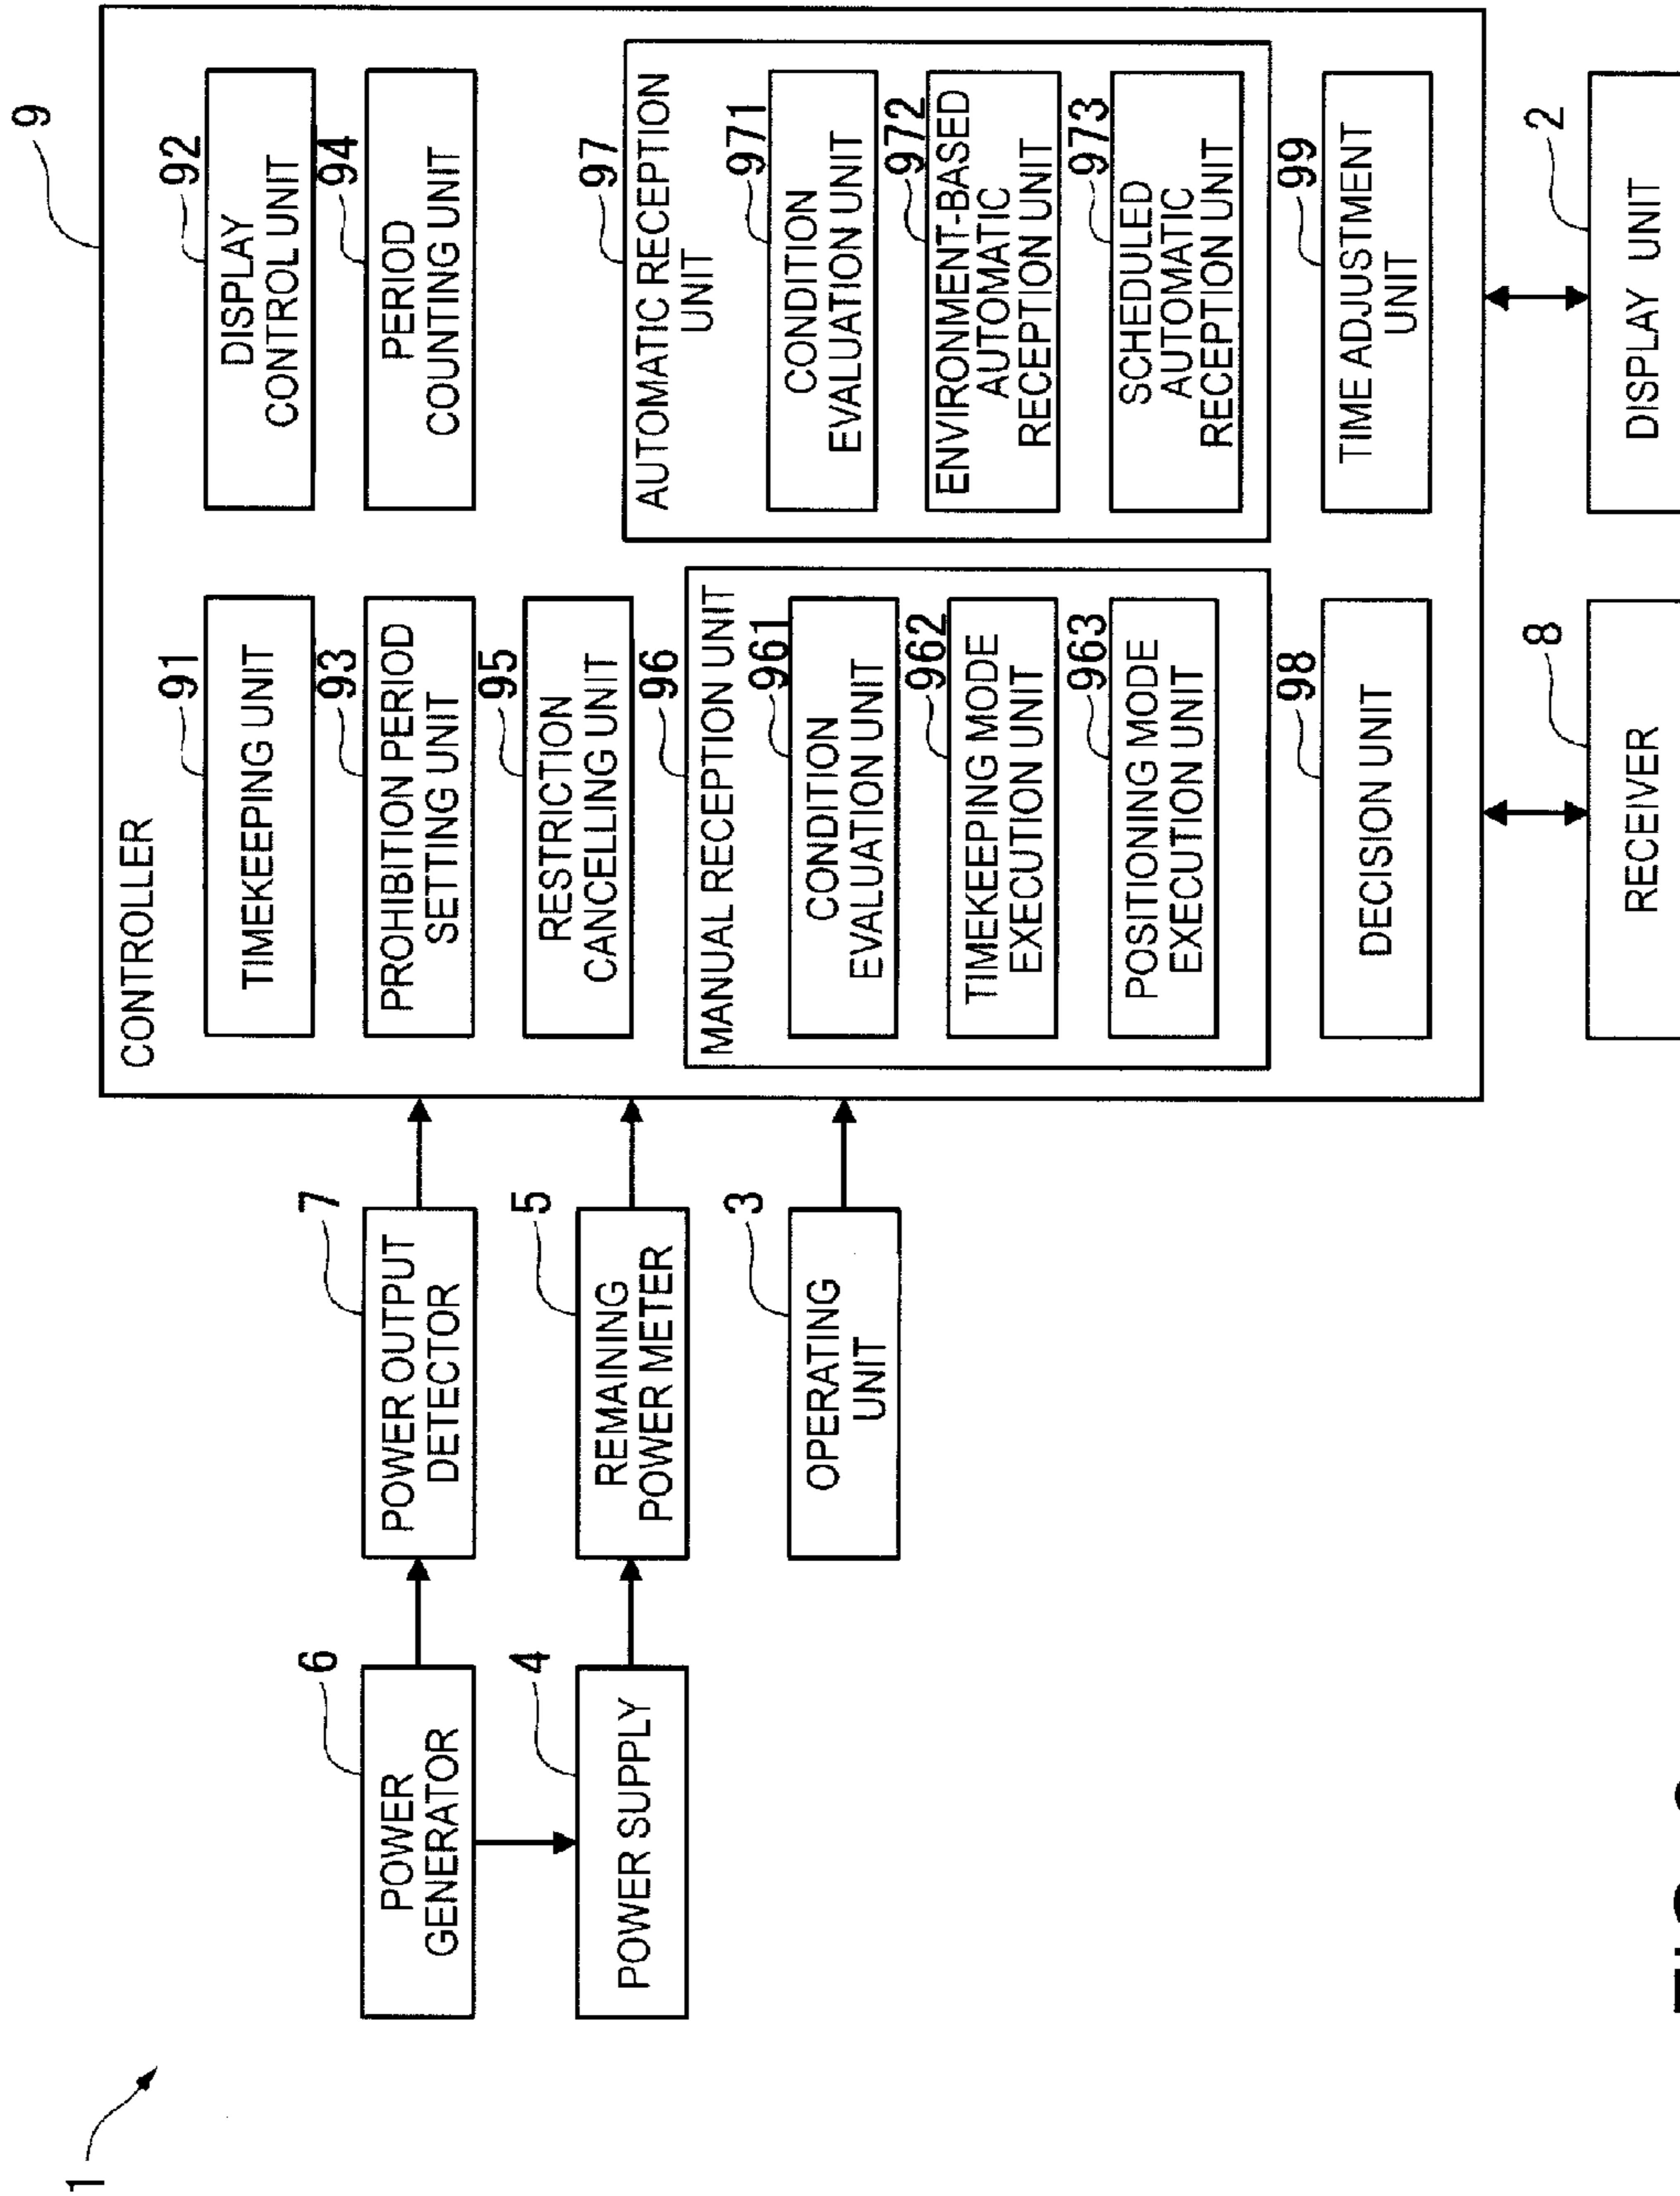 1
9
CONTROLLER
91
TIMEKEEPING UNIT
92
DISPLAY
CONTROL UNIT
93
PROHIBITION PERIOD
SETTING UNIT
94
PERIOD
COUNTING UNIT
95
RESTRICTION
CANCELLING UNIT
96
MANUAL RECEPTION UNIT
961
CONDITION
EVALUATION UNIT
962
TIMEKEEPING MODE
EXECUTION UNIT
963
POSITIONING MODE
EXECUTION UNIT
97
AUTOMATIC RECEPTION
UNIT
971
CONDITION
EVALUATION UNIT
972
ENVIRONMENT-BASED
AUTOMATIC
RECEPTION UNIT
973
SCHEDULED
AUTOMATIC
RECEPTION UNIT
98
DECISION UNIT
99
TIME ADJUSTMENT
UNIT
6
POWER
GENERATOR
7
POWER OUTPUT
DETECTOR
4
POWER SUPPLY
5
REMAINING
POWER METER
3
OPERATING
UNIT
8
RECEIVER
2
DISPLAY UNIT